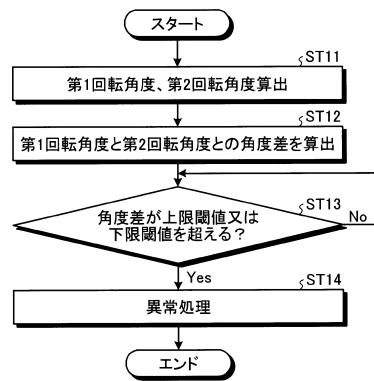 スタート
ST11
第1回転角度、第2回転角度算出
ST12
第1回転角度と第2回転角度との角度差を算出
ST13
角度差が上限閾値又は
下限閾値を超える?
No
Yes
ST14
異常処理
エンド